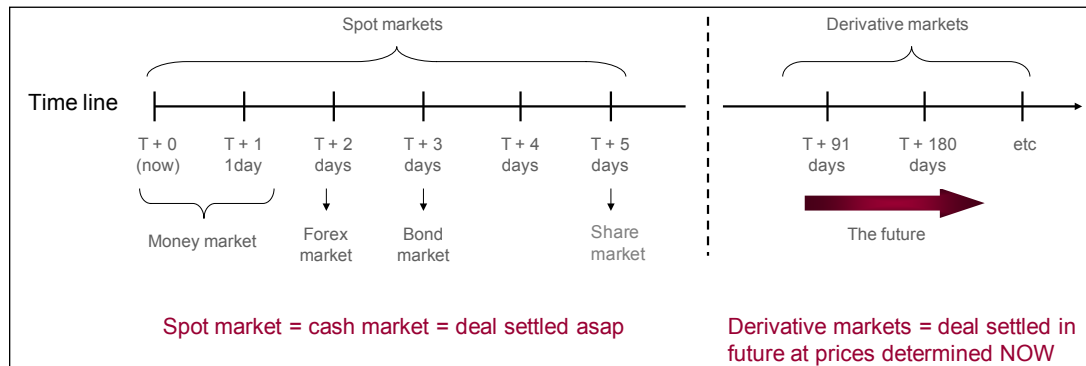 Spot markets
Derivative markets
Time line
T + 0
(now)
T + 1
1day
T + 2
days
T + 3
days
T + 4
days
T + 5
days
T + 91
days
T + 180
days
etc
Money market
Forex
market
Bond
market
Share
market
The future
Spot market = cash market = deal settled asap
Derivative markets = deal settled in
future at prices determined NOW